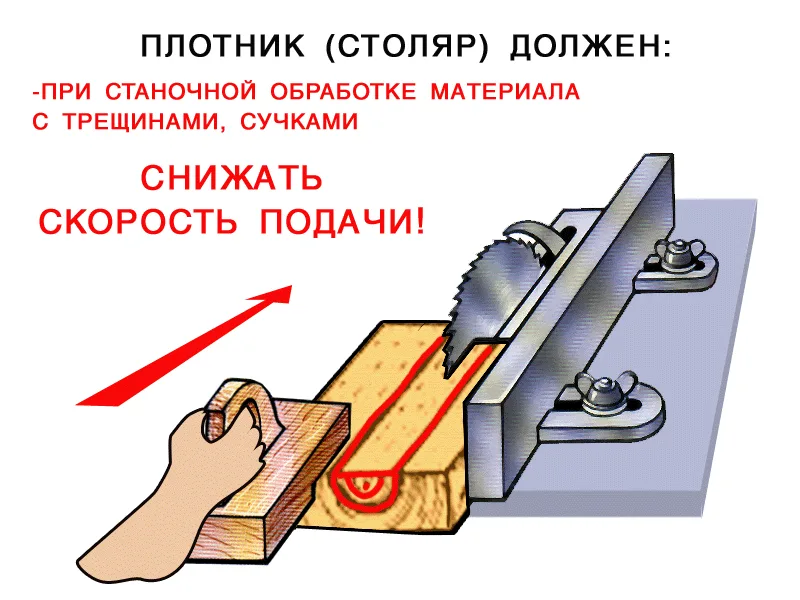 ПЛОТНИК (СТОЛЯР) ДОЛЖЕН:
-ПРИ СТАНОЧНОЙ ОБРАБОТКЕ МАТЕРИАЛА
С ТРЕЩИНАМИ, СУЧКАМИ
СНИЖАТЬ
СКОРОСТЬ ПОДАЧИ!